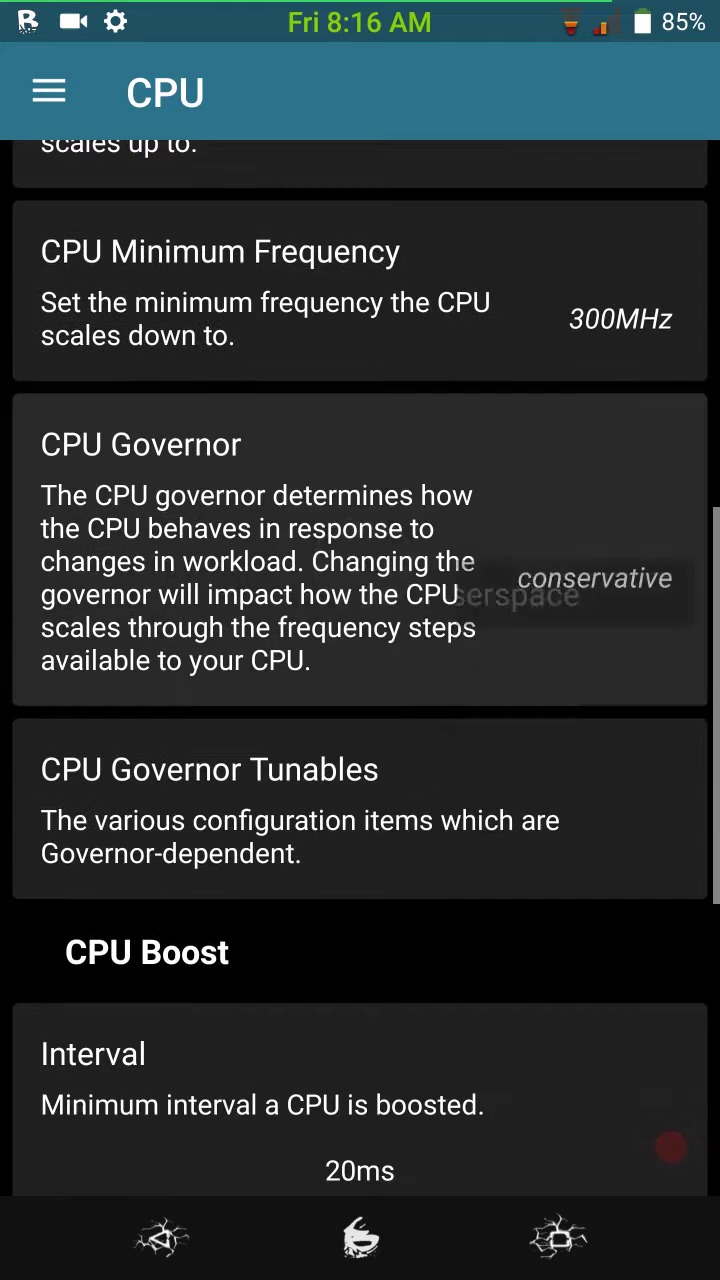 Fri 8:16 AM
85%
CPU
scales up to.
CPU Minimum Frequency
Set the minimum frequency the CPU
scales down to.
300MHz
CPU Governor
The CPU governor determines how
the CPU behaves in response to
changes in workload. Changing the
governor will impact how the CPU
scales through the frequency steps
available to your CPU.
conservative
serspace
CPU Governor Tunables
The various configuration items which are
Governor-dependent.
CPU Boost
Interval
Minimum interval a CPU is boosted.
20ms